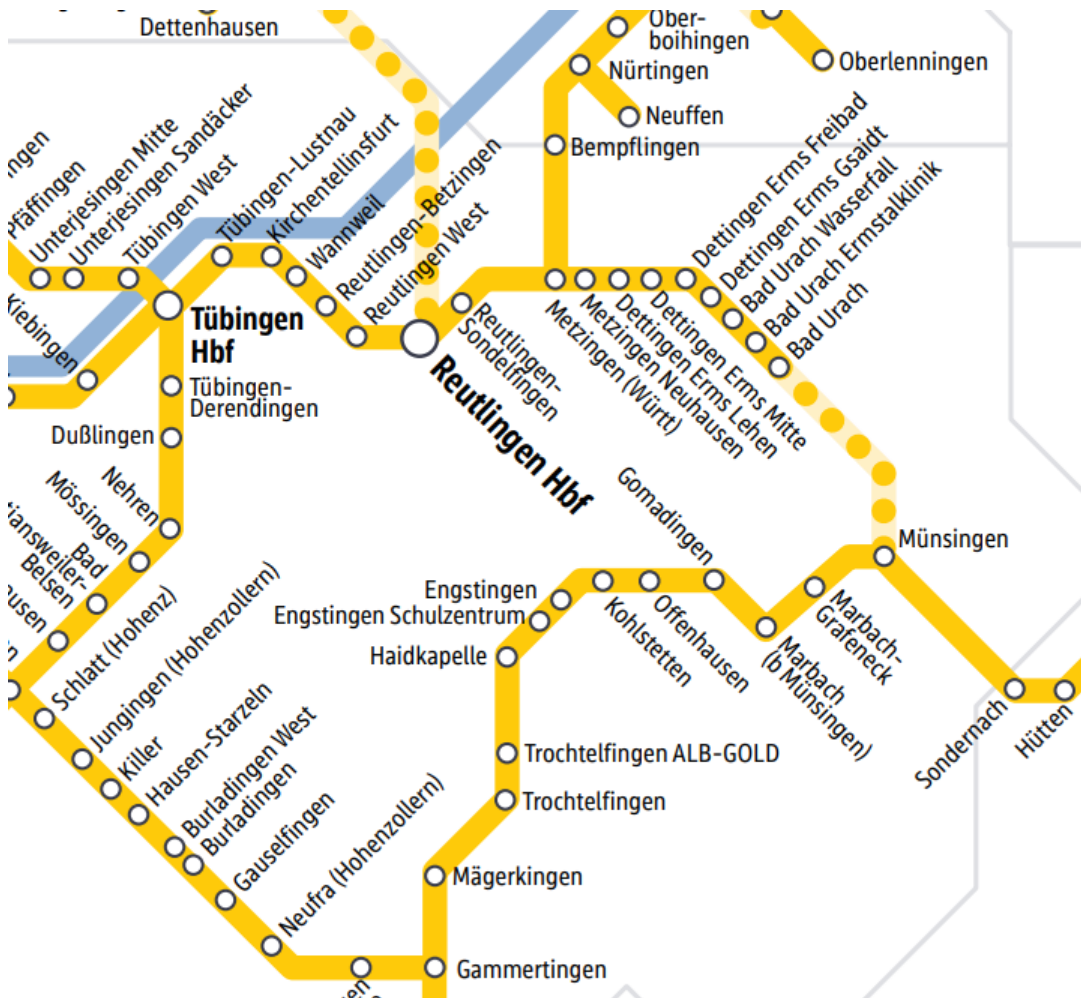 Dettenhausen
Ober-
boihingen
Nürtingen
Oberlenningen
Neuffen
Bempflingen
Pfäffingen
Unterjesingen Mitte
Unterjesingen Sandäcker
Tübingen West
Tübingen-Lustnau
Kirchentellinsfurt
Wannweil
Reutlingen-Betzingen
Reutlingen West
Dettingen Erms Freibad
Dettingen Erms Gsaidt
Bad Urach Wasserfall
Bad Urach Ermstalklinik
Bad Urach
Kiebingen
Tübingen
Hbf
Reutlingen Hbf
Reutlingen-
Sondelfingen
Metzingen (Württ)
Metzingen Neuhausen
Dettingen Erms Lehen
Dettingen Erms Mitte
Tübingen-
Derendingen
Dußlingen
Nehren
Mössingen
Bad
Belsen
Gomadingen
Münsingen
Engstingen
Engstingen Schulzentrum
Haidkapelle
Kohlstetten
Offenhausen
Marbach
(b Münsingen)
Marbach-
Grafeneck
Sondernach
Hütten
Schlatt (Hohenz)
Jungingen (Hohenzollern)
Killer
Hausen-Starzeln
Burladingen West
Burladingen
Gauselfingen
Neufra (Hohenzollern)
Trochtelfingen ALB-GOLD
Trochtelfingen
Mägerkingen
Gammertingen